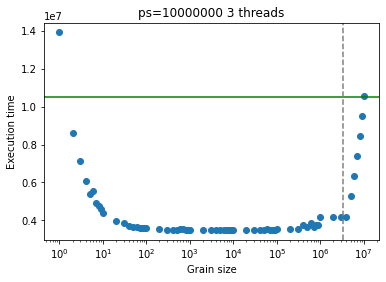 ps=10000000 3 threads
1e7
1.4
1.2
1.0
0.8
0.6
0.4
Execution time
10⁰ 10¹ 10² 10³ 10⁴ 10⁵ 10⁶ 10⁷
Grain size